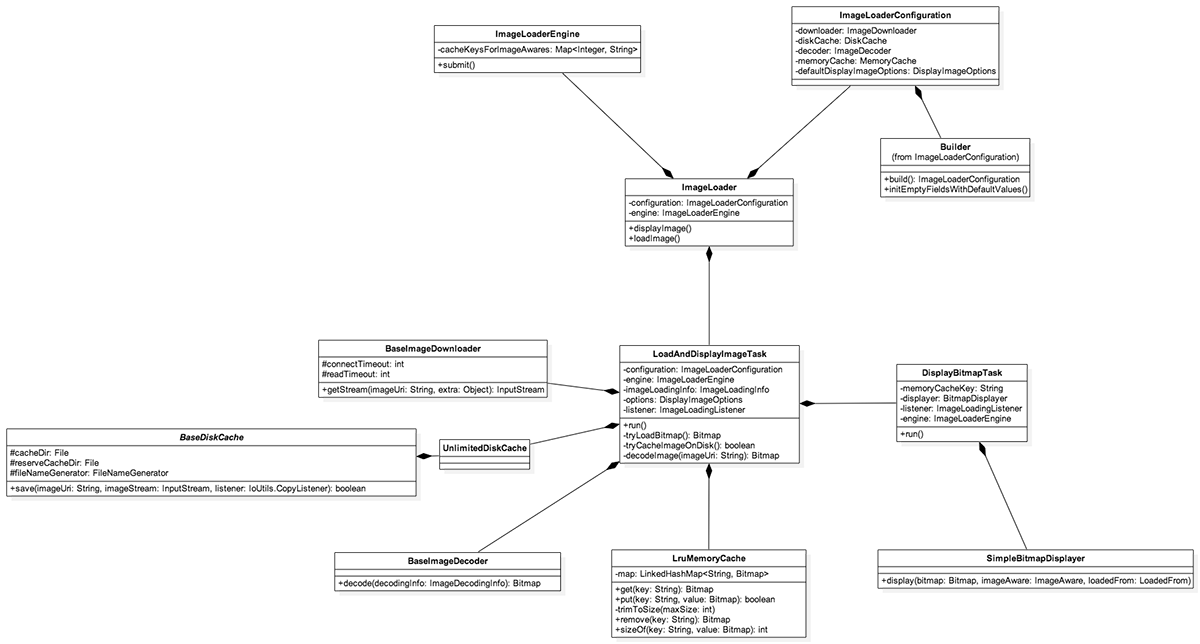 ImageLoaderEngine
-cacheKeysForImageAwares: Map<Integer, String>
+submit()
ImageLoaderConfiguration
-downloader: ImageDownloader
-diskCache: DiskCache
-decoder: ImageDecoder
-memoryCache: MemoryCache
-defaultDisplayImageOptions: DisplayImageOptions
Builder
(from ImageLoaderConfiguration)
+build(): ImageLoaderConfiguration
+initEmptyFieldsWithDefaultValues()
ImageLoader
-configuration: ImageLoaderConfiguration
-engine: ImageLoaderEngine
+displayImage()
+loadImage()
BaseImageDownloader
#connectTimeout: int
#readTimeout: int
+getStream(imageUri: String, extra: Object): InputStream
LoadAndDisplayImageTask
-configuration: ImageLoaderConfiguration
-engine: ImageLoaderEngine
-imageLoadingInfo: ImageLoadingInfo
-options: DisplayImageOptions
-listener: ImageLoadingListener
+run()
-tryLoadBitmap(): Bitmap
-tryCacheImageOnDisk(): boolean
-decodeImage(imageUri: String): Bitmap
DisplayBitmapTask
-memoryCacheKey: String
-displayer: BitmapDisplayer
-listener: ImageLoadingListener
-engine: ImageLoaderEngine
+run()
BaseDiskCache
#cacheDir: File
#reserveCacheDir: File
#fileNameGenerator: FileNameGenerator
+save(imageUri: String, imageStream: InputStream, listener: IoUtils.CopyListener): boolean
UnlimitedDiskCache
BaseImageDecoder
+decode(decodingInfo: ImageDecodingInfo): Bitmap
LruMemoryCache
-map: LinkedHashMap<String, Bitmap>
+get(key: String): Bitmap
+put(key: String, value: Bitmap): boolean
-trimToSize(maxSize: int)
+remove(key: String): Bitmap
+sizeOf(key: String, value: Bitmap): int
SimpleBitmapDisplayer
+display(bitmap: Bitmap, imageAware: ImageAware, loadedFrom: LoadedFrom)